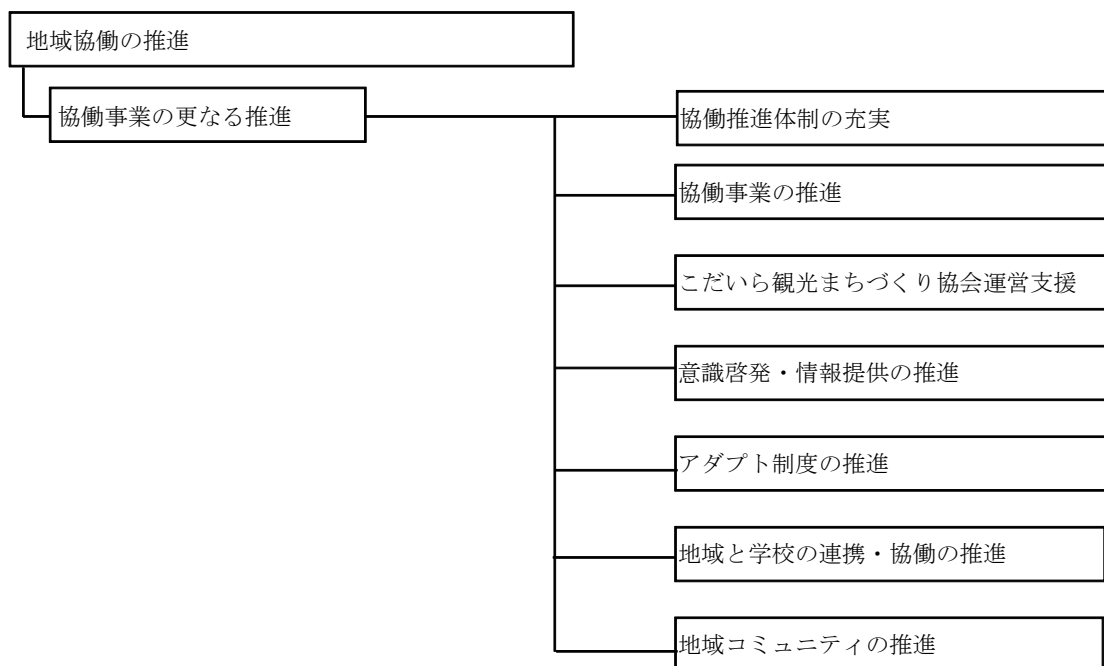 地域協働の推進
協働事業の更なる推進
協働推進体制の充実
協働事業の推進
こだいら観光まちづくり協会運営支援
意識啓発・情報提供の推進
アダプト制度の推進
地域と学校の連携・協働の推進
地域コミュニティの推進